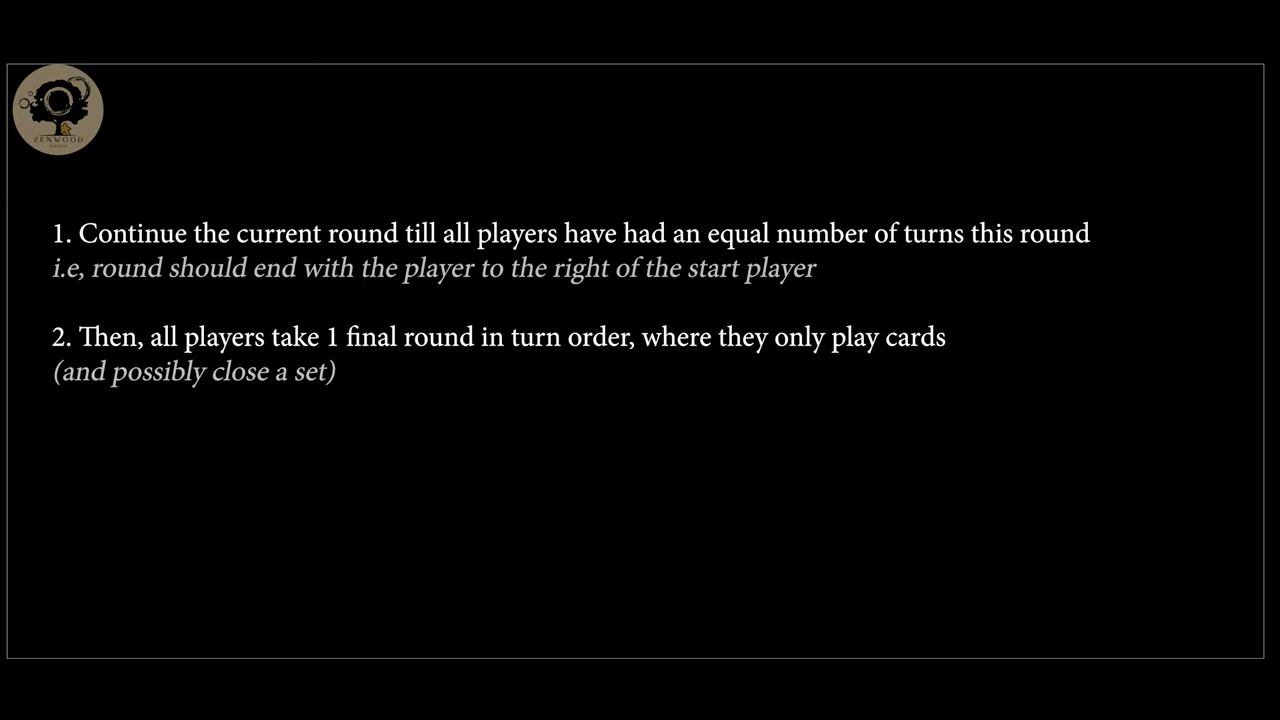 ZENWOOD
1. Continue the current round till all players have had an equal number of turns this round
i.e, round should end with the player to the right of the start player
2. Then, all players take 1 final round in turn order, where they only play cards
(and possibly close a set)